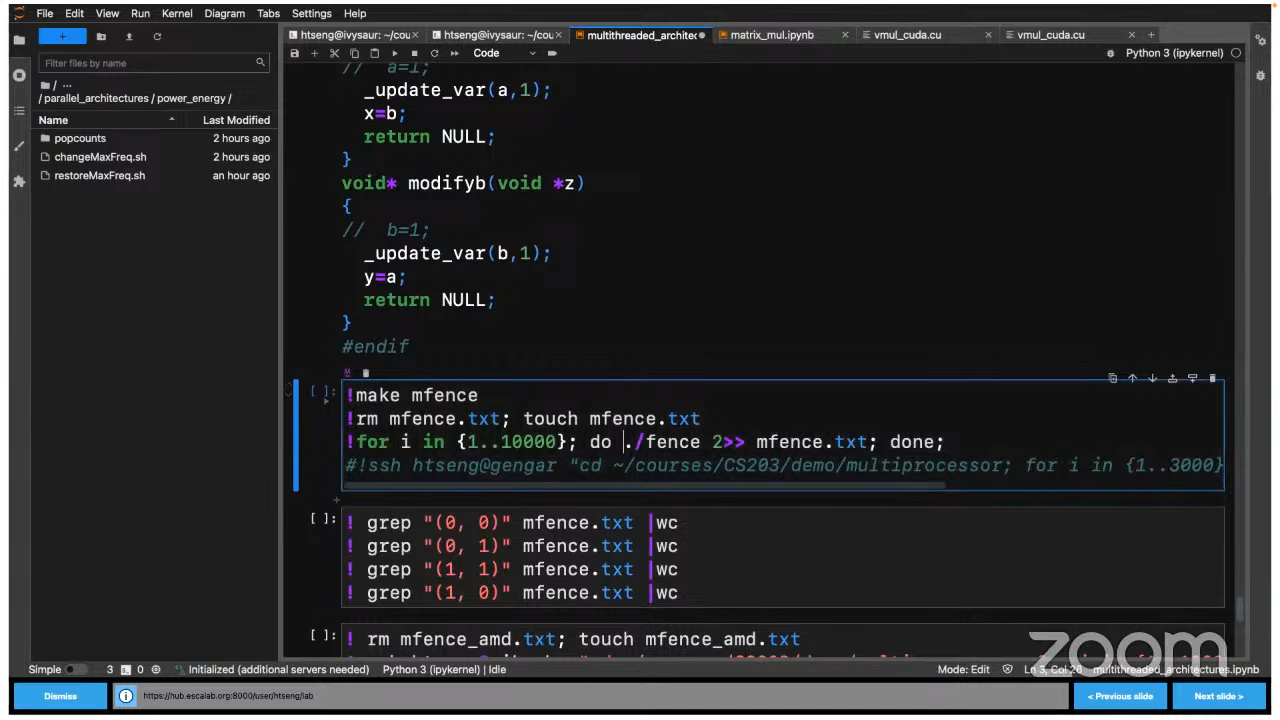 File Edit View Run Kernel Diagram Tabs Settings Help
htseng@ivysaur: ~/cou htseng@ivysaur: ~/cou multithreaded_architec matrix_mul.ipynb vmul_cuda.cu vmul_cuda.cu
Code Python 3 (ipykernel)
Filter files by name
/ ...
/ parallel_architectures / power_energy /
Name Last Modified
popcounts 2 hours ago
changeMaxFreq.sh 2 hours ago
restoreMaxFreq.sh an hour ago
// a=1;
_update_var(a,1);
x=b;
return NULL;
}
void* modifyb(void *z)
{
// b=1;
_update_var(b,1);
y=a;
return NULL;
}
#endif
[ ]: !make mfence
!rm mfence.txt; touch mfence.txt
!for i in {1..10000}; do ./fence 2>> mfence.txt; done;
#!ssh htseng@gengar "cd ~/courses/CS203/demo/multiprocessor; for i in {1..3000}
[ ]: ! grep "(0, 0)" mfence.txt |wc
! grep "(0, 1)" mfence.txt |wc
! grep "(1, 1)" mfence.txt |wc
! grep "(1, 0)" mfence.txt |wc
[ ]: ! rm mfence_amd.txt; touch mfence_amd.txt
zoom
Simple 3 0 Initialized (additional servers needed) Python 3 (ipykernel) | Idle Mode: Edit Ln 3, Col 26 multithreaded_architectures.ipynb
Dismiss https://hub.escalab.org:8000/user/htseng/lab < Previous slide Next slide >